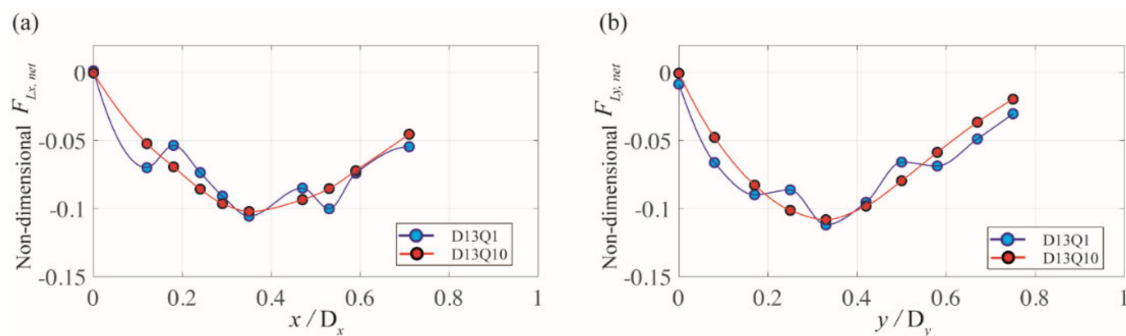 (a)
Non-dimensional F_{Lx, net}
0
-0.05
-0.1
-0.15
0 0.2 0.4 0.6 0.8 1
x / D_x
D13Q1
D13Q10
(b)
Non-dimensional F_{Ly, net}
0
-0.05
-0.1
-0.15
0 0.2 0.4 0.6 0.8 1
y / D_y
D13Q1
D13Q10